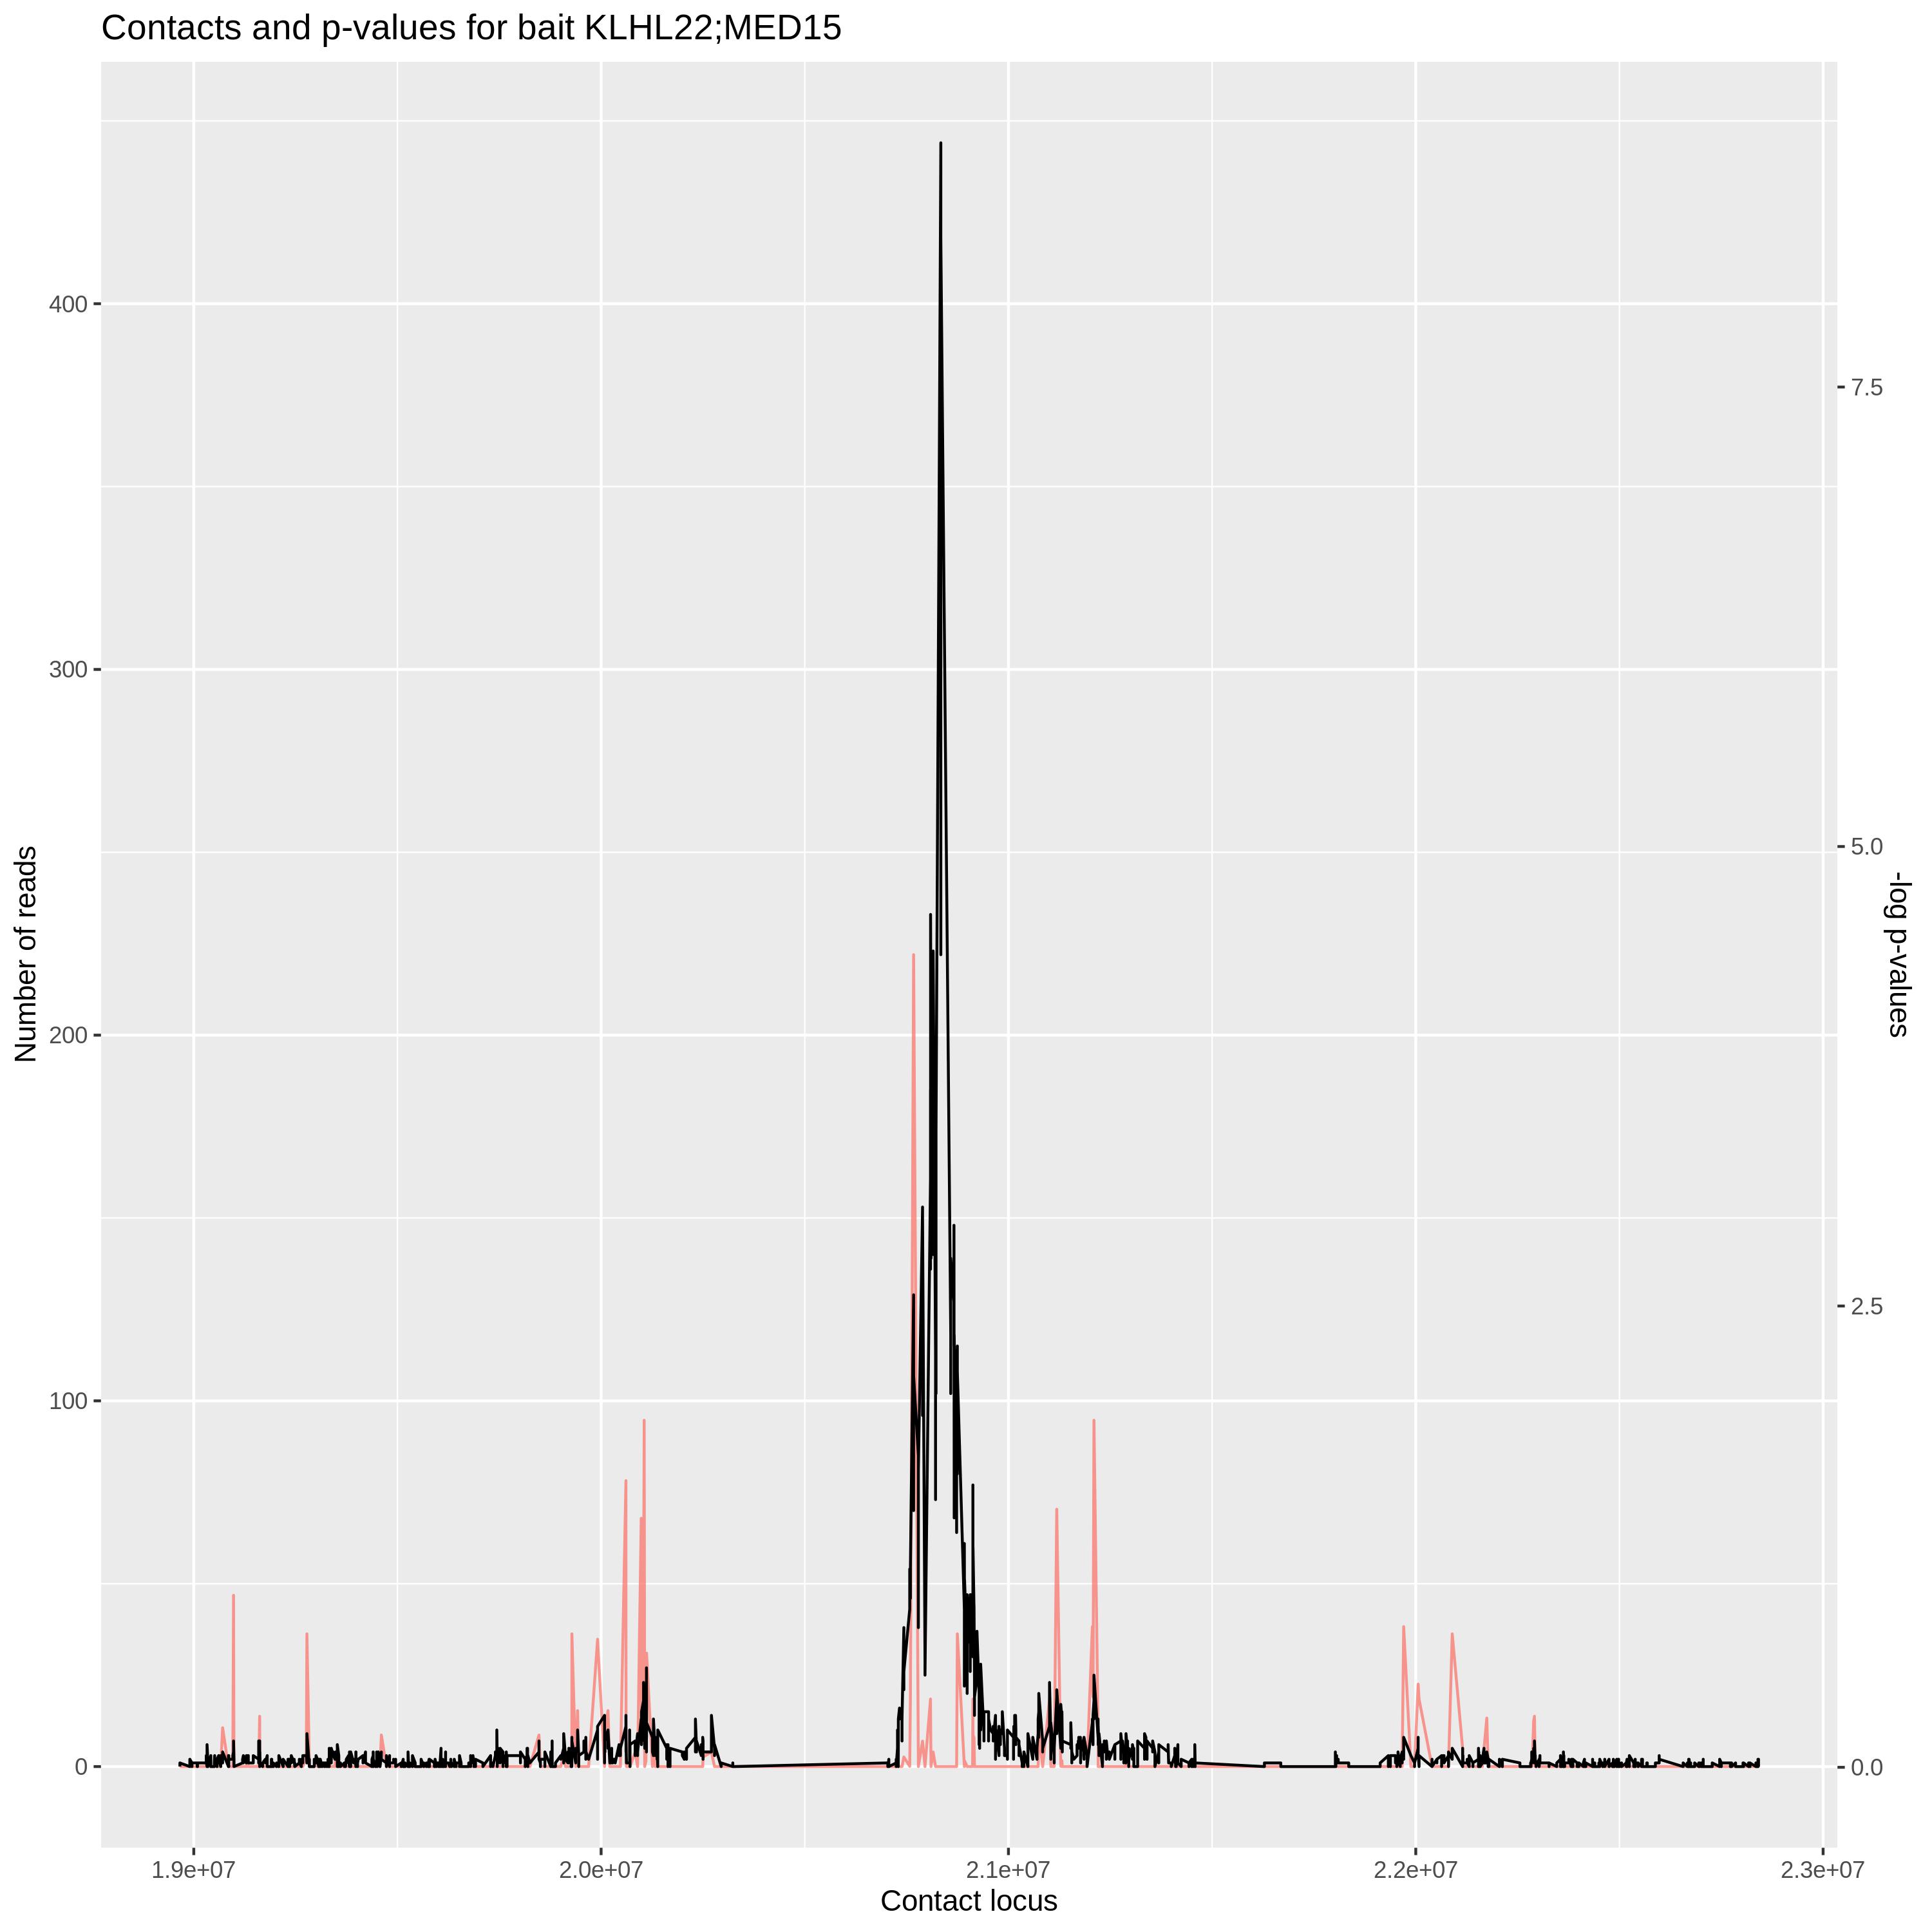 Contacts and p-values for bait KLHL22;MED15
400
300
200
100
0
Number of reads
7.5
5.0
2.5
0.0
-log p-values
1.9e+07
2.0e+07
2.1e+07
2.2e+07
2.3e+07
Contact locus